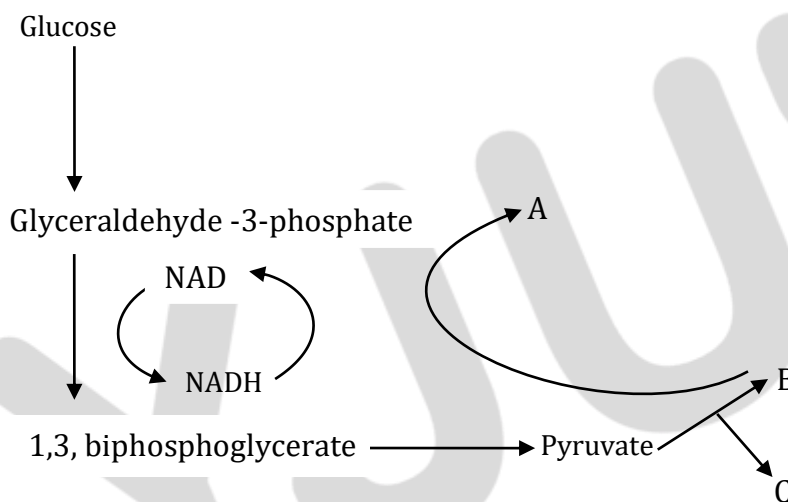 Glucose
Glyceraldehyde -3-phosphate
A
NAD
NADH
1,3, biphosphoglycerate
Pyruvate